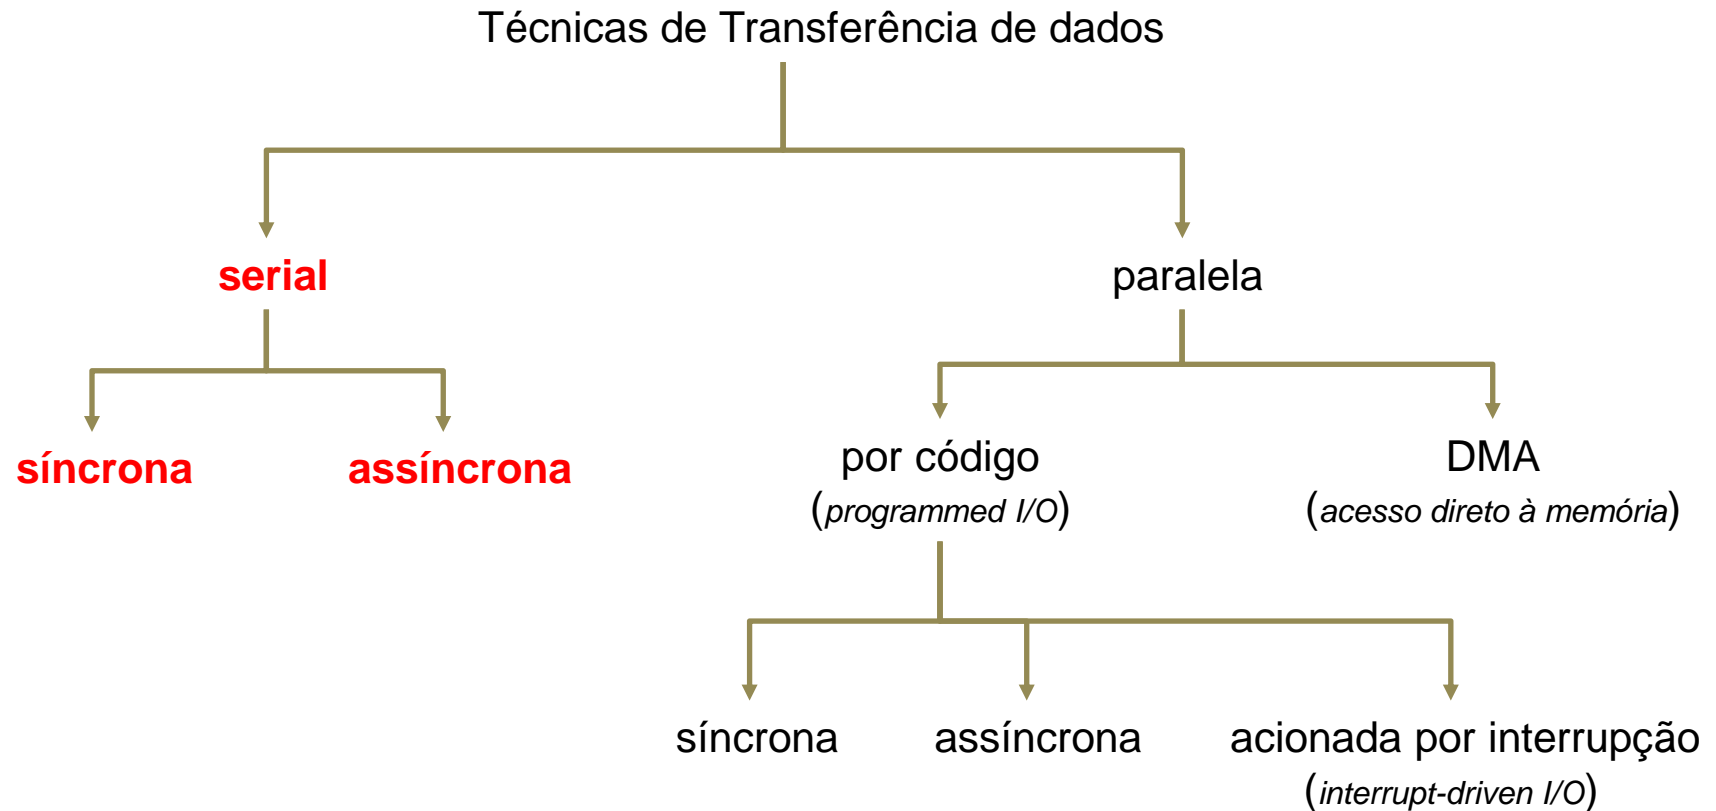 Técnicas de Transferência de dados
serial
paralela
síncrona
assíncrona
por código
(programmed I/O)
DMA
(acesso direto à memória)
síncrona
assíncrona
acionada por interrupção
(interrupt-driven I/O)